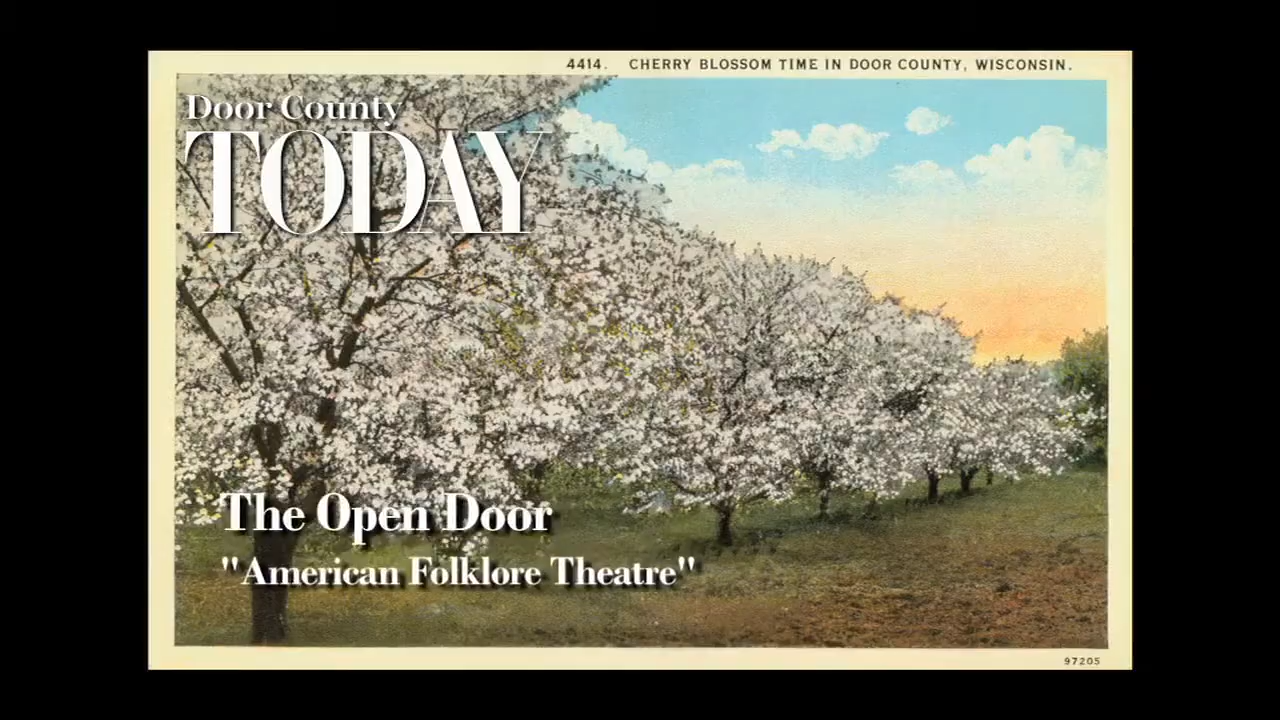 4414. CHERRY BLOSSOM TIME IN DOOR COUNTY, WISCONSIN.
Door County
TODAY
The Open Door
"American Folklore Theatre"
97205